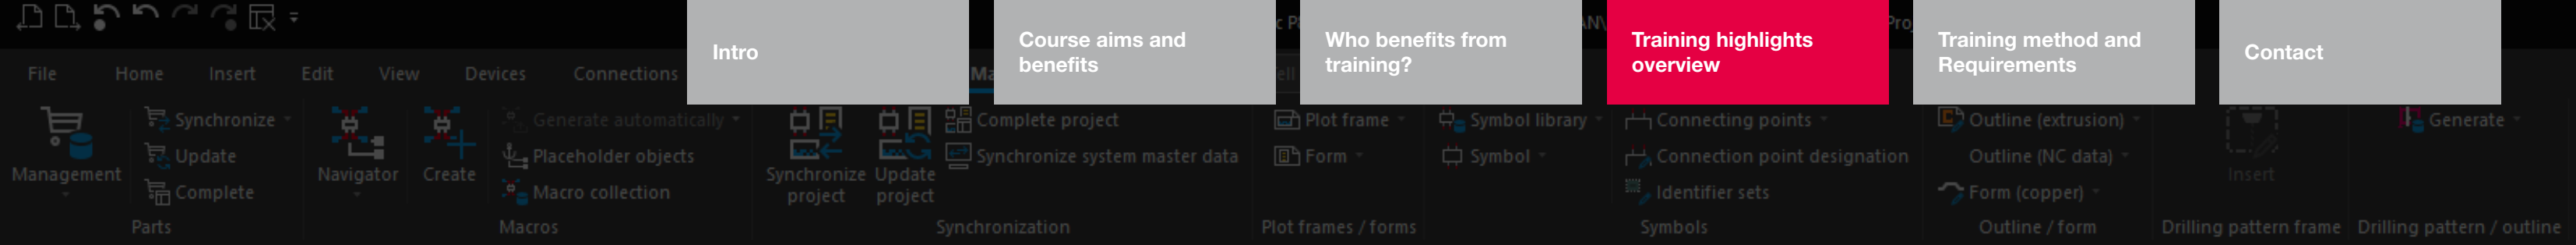 Intro
Course aims and
benefits
Who benefits from
training?
Training highlights
overview
Training method and
Requirements
Contact
File Home Insert Edit View Devices Connections
Management
Synchronize
Update
Complete
Parts
Navigator
Create
Generate automatically
Placeholder objects
Macro collection
Macros
Synchronize
project
Update
project
Complete project
Synchronize system master data
Synchronization
Plot frame
Form
Plot frames / forms
Symbol library
Symbol
Connecting points
Connection point designation
Identifier sets
Symbols
Outline (extrusion)
Outline (NC data)
Form (copper)
Outline / form
Insert
Drilling pattern frame
Generate
Drilling pattern / outline